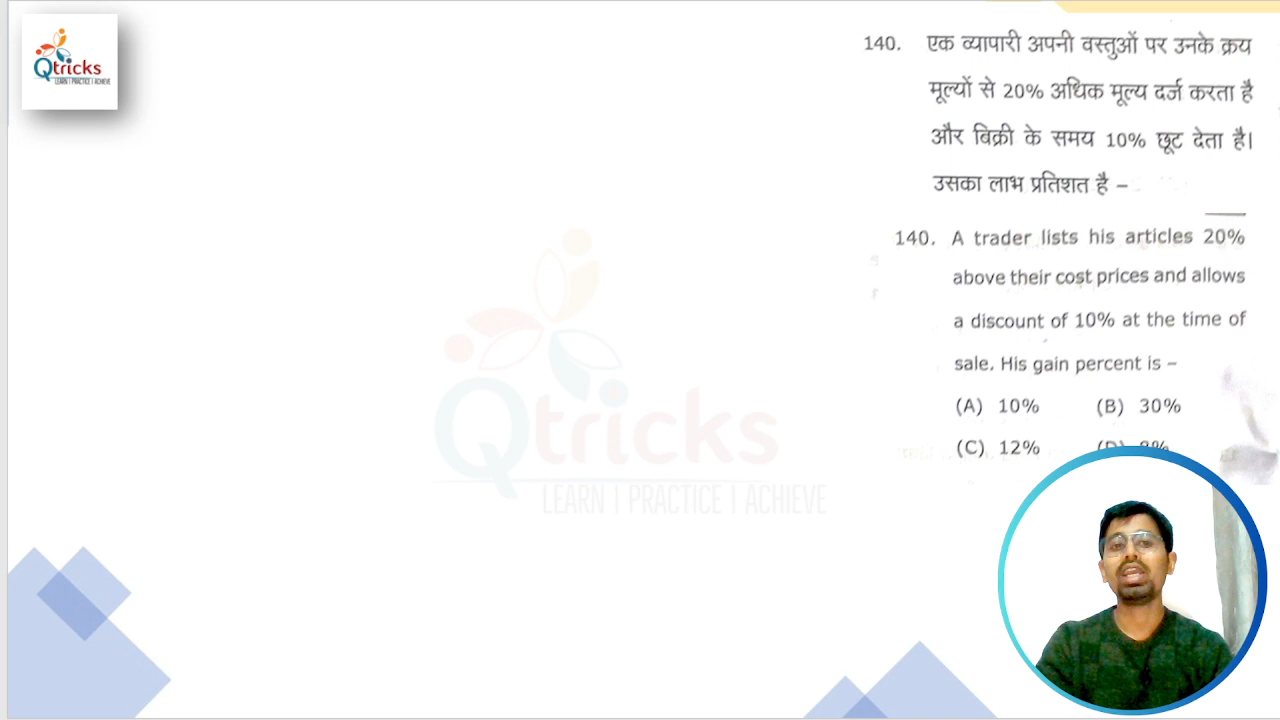 Qtricks
LEARN | PRACTICE | ACHIEVE
140. एक व्यापारी अपनी वस्तुओं पर उनके क्रय
मूल्यों से 20% अधिक मूल्य दर्ज करता है
और बिक्री के समय 10% छूट देता है।
उसका लाभ प्रतिशत है –
140. A trader lists his articles 20%
above their cost prices and allows
a discount of 10% at the time of
sale. His gain percent is –
(A) 10% (B) 30%
(C) 12%
Qtricks
LEARN | PRACTICE | ACHIEVE